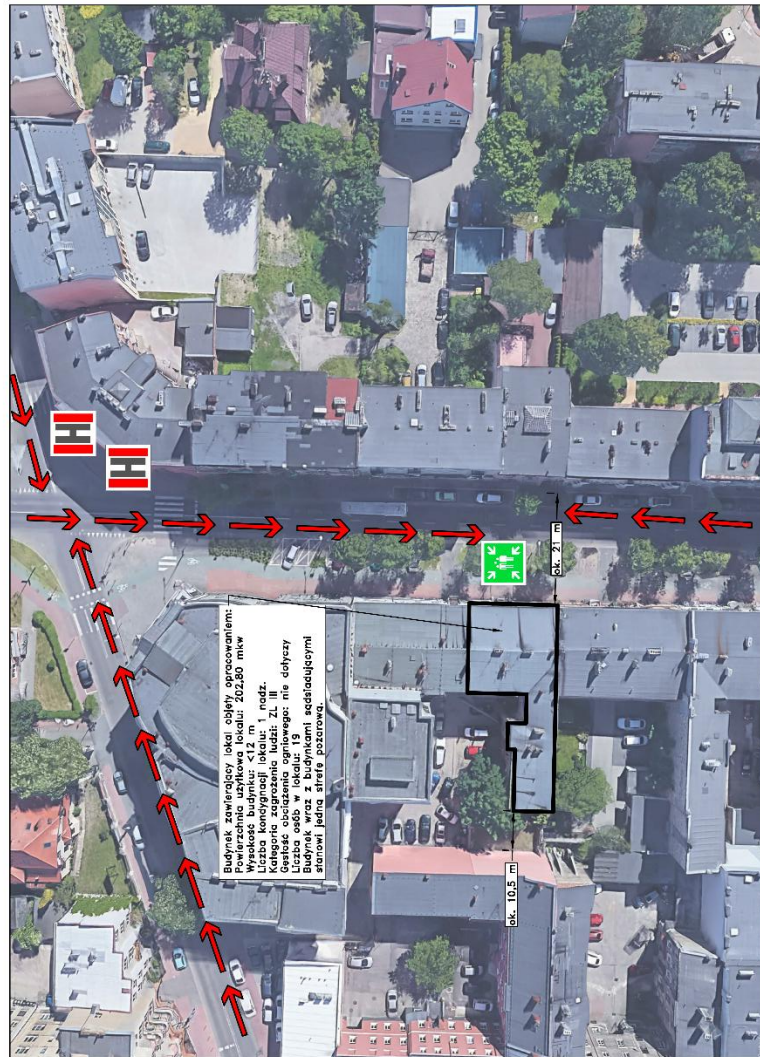 Budynek zawierający lokal objęty opracowaniem:
Powierzchnia użytkowa lokalu: 202,80 mkw
Wysokość budynku: <12 m
Liczba kondygnacji lokalu: 1 nadz.
Kategoria zagrożenia ludzi: ZL III
Gęstość obciążenia ogniowego: nie dotyczy
Liczba osób w lokalu: 19
Budynek wraz z budynkami sądsiadującymi
stanowi jedną strefę pożarową.
H
H
ok. 21 m
ok. 10,5 m